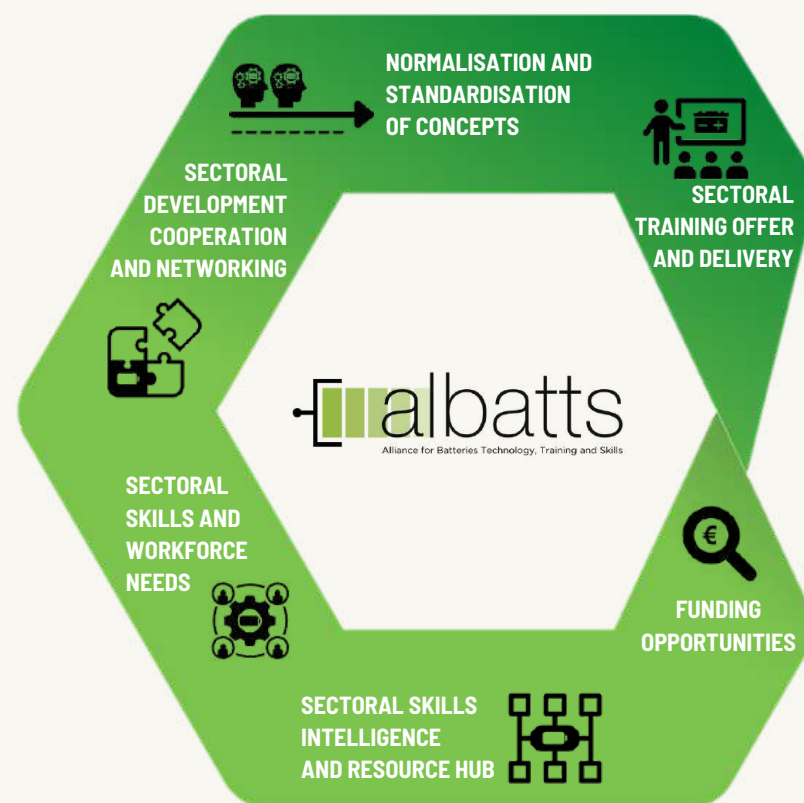 NORMALISATION AND
STANDARDISATION
OF CONCEPTS
SECTORAL
TRAINING OFFER
AND DELIVERY
SECTORAL
DEVELOPMENT
COOPERATION
AND NETWORKING
albatts
Alliance for Batteries Technology, Training and Skills
SECTORAL
SKILLS AND
WORKFORCE
NEEDS
€
FUNDING
OPPORTUNITIES
SECTORAL SKILLS
INTELLIGENCE
AND RESOURCE HUB